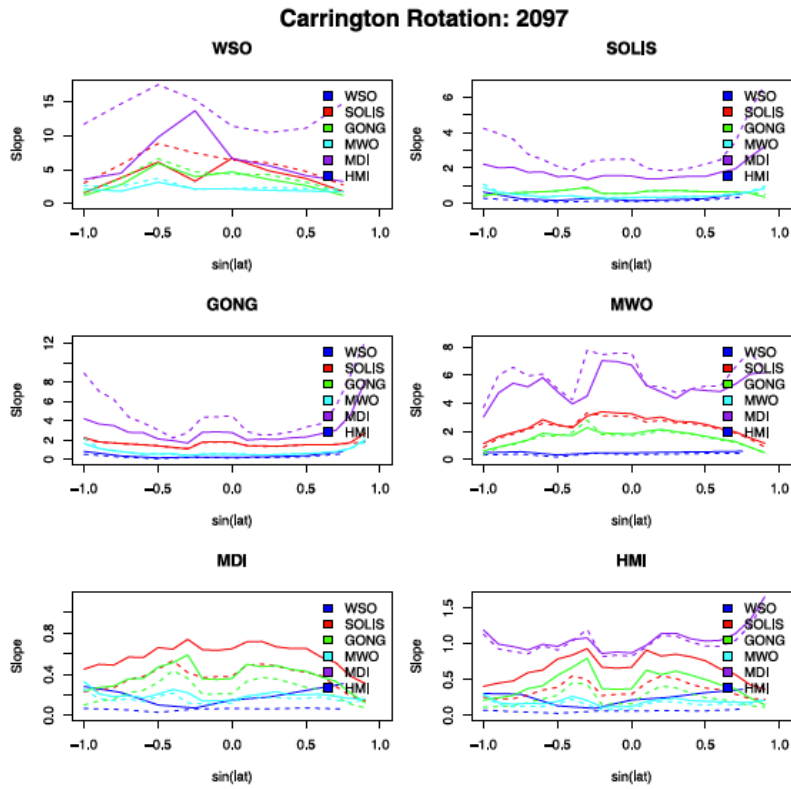 Carrington Rotation: 2097
WSO
Slope
0 5 10 15
−1.0 −0.5 0.0 0.5 1.0
sin(lat)
WSO
SOLIS
GONG
MWO
MDI
HMI
SOLIS
Slope
0 2 4 6
−1.0 −0.5 0.0 0.5 1.0
sin(lat)
WSO
SOLIS
GONG
MWO
MDI
HMI
GONG
Slope
0 2 4 6 8 12
−1.0 −0.5 0.0 0.5 1.0
sin(lat)
WSO
SOLIS
GONG
MWO
MDI
HMI
MWO
Slope
0 2 4 6 8
−1.0 −0.5 0.0 0.5 1.0
sin(lat)
WSO
SOLIS
GONG
MWO
MDI
HMI
MDI
Slope
0.0 0.4 0.8
−1.0 −0.5 0.0 0.5 1.0
sin(lat)
WSO
SOLIS
GONG
MWO
MDI
HMI
HMI
Slope
0.0 0.5 1.0 1.5
−1.0 −0.5 0.0 0.5 1.0
sin(lat)
WSO
SOLIS
GONG
MWO
MDI
HMI